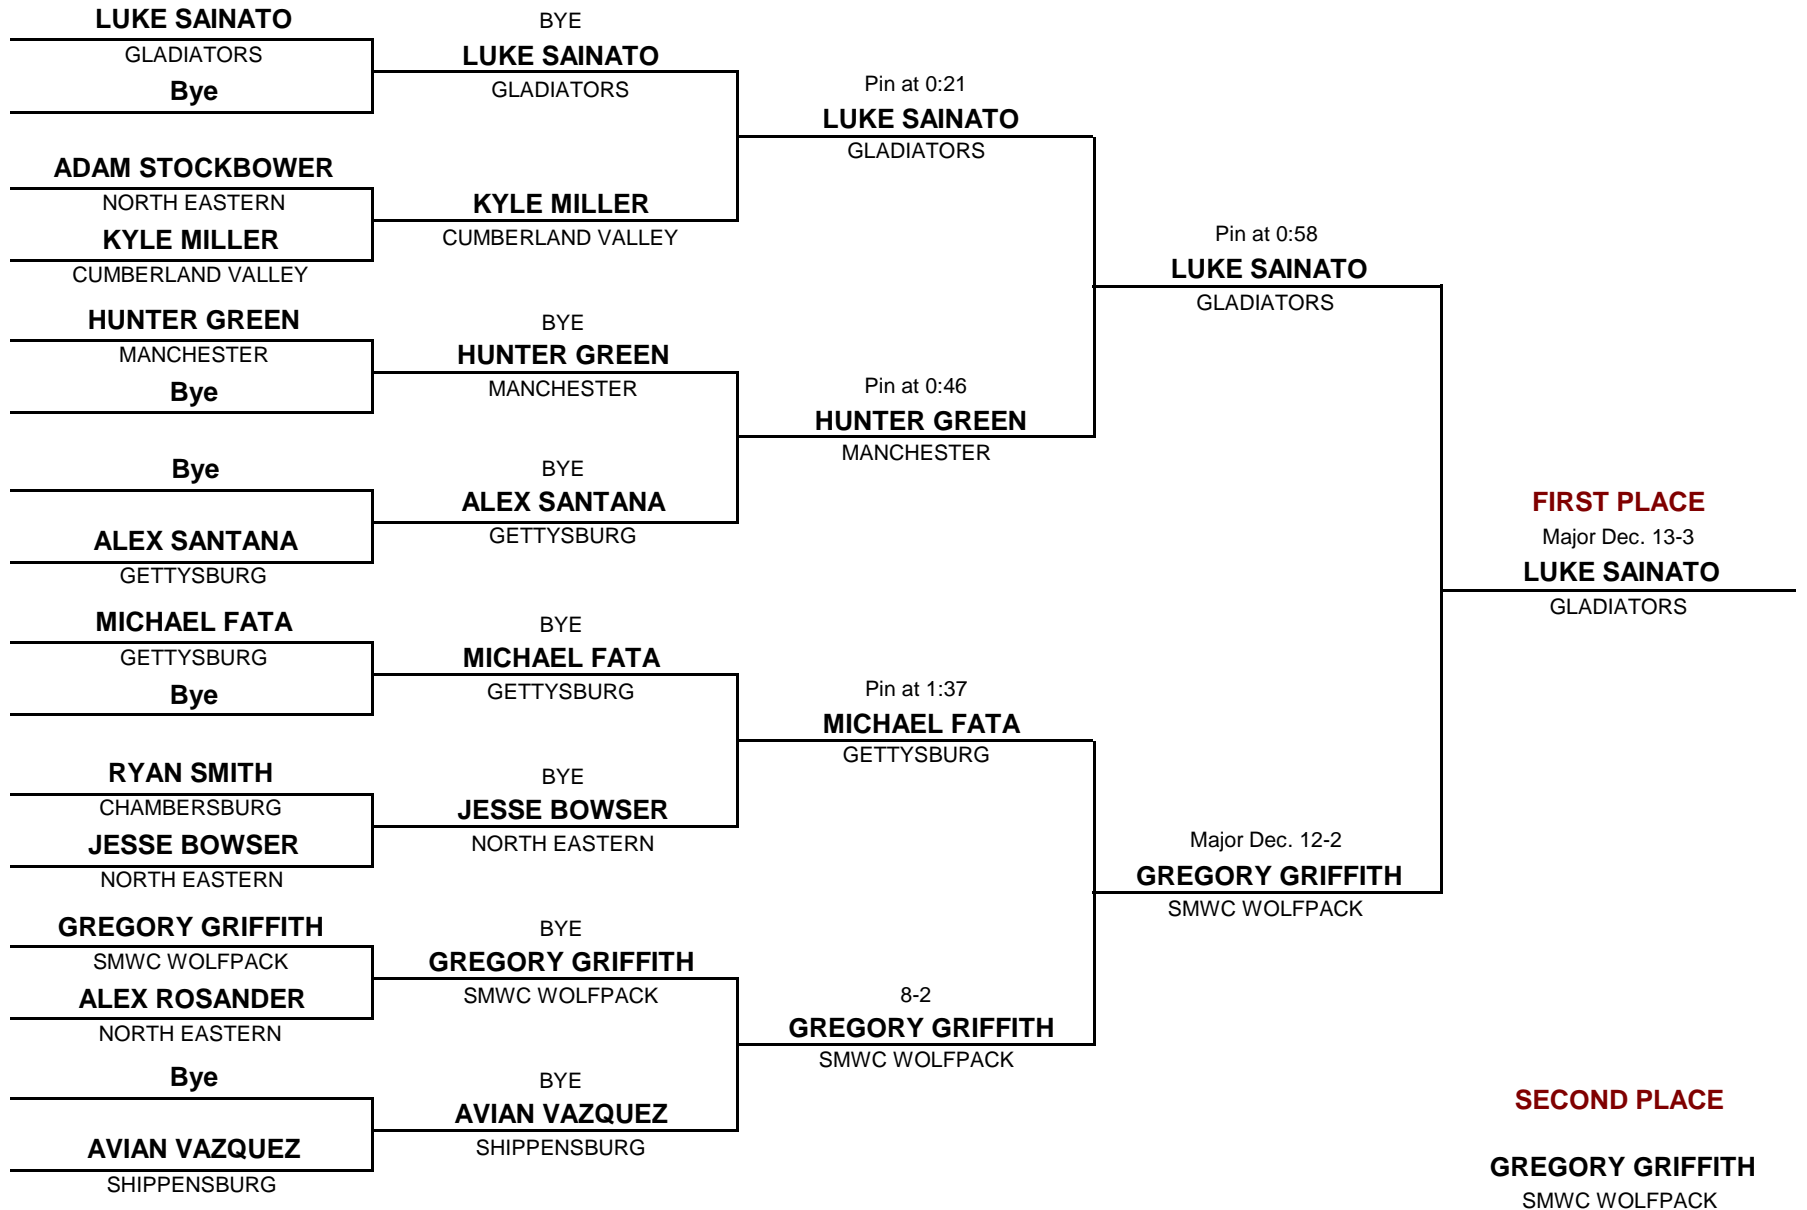 LUKE SAINATO
GLADIATORS
Bye
ADAM STOCKBOWER
NORTH EASTERN
KYLE MILLER
CUMBERLAND VALLEY
HUNTER GREEN
MANCHESTER
Bye
Bye
ALEX SANTANA
GETTYSBURG
MICHAEL FATA
GETTYSBURG
Bye
RYAN SMITH
CHAMBERSBURG
JESSE BOWSER
NORTH EASTERN
GREGORY GRIFFITH
SMWC WOLFPACK
ALEX ROSANDER
NORTH EASTERN
Bye
AVIAN VAZQUEZ
SHIPPENSBURG
BYE
LUKE SAINATO
GLADIATORS
KYLE MILLER
CUMBERLAND VALLEY
BYE
HUNTER GREEN
MANCHESTER
BYE
ALEX SANTANA
GETTYSBURG
BYE
MICHAEL FATA
GETTYSBURG
BYE
JESSE BOWSER
NORTH EASTERN
BYE
GREGORY GRIFFITH
SMWC WOLFPACK
BYE
AVIAN VAZQUEZ
SHIPPENSBURG
Pin at 0:21
LUKE SAINATO
GLADIATORS
Pin at 0:46
HUNTER GREEN
MANCHESTER
Pin at 1:37
MICHAEL FATA
GETTYSBURG
8-2
GREGORY GRIFFITH
SMWC WOLFPACK
Pin at 0:58
LUKE SAINATO
GLADIATORS
Major Dec. 12-2
GREGORY GRIFFITH
SMWC WOLFPACK
FIRST PLACE
Major Dec. 13-3
LUKE SAINATO
GLADIATORS
SECOND PLACE
GREGORY GRIFFITH
SMWC WOLFPACK